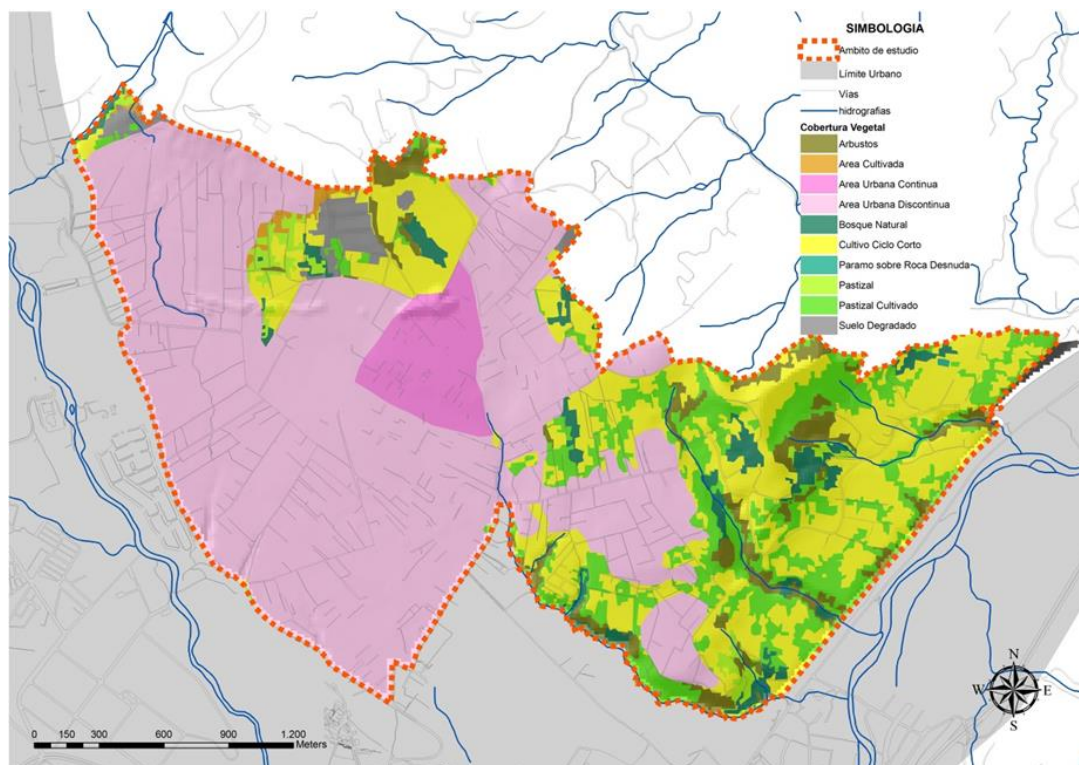 SIMBOLOGIA
Ambito de estudio
Límite Urbano
Vías
hidrografias
Cobertura Vegetal
Arbustos
Area Cultivada
Area Urbana Continua
Area Urbana Discontinua
Bosque Natural
Cultivo Ciclo Corto
Paramo sobre Roca Desnuda
Pastizal
Pastizal Cultivado
Suelo Degradado
N
W E
S
0 150 300 600 900 1.200
Meters